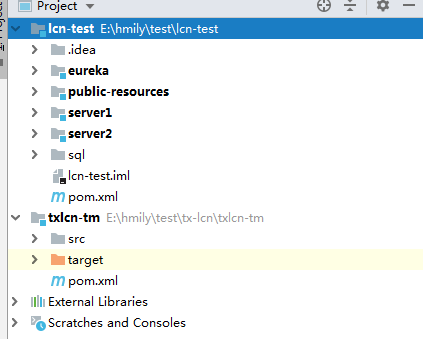 Project
lcn-test E:\hmily\test\lcn-test
.idea
eureka
public-resources
server1
server2
sql
lcn-test.iml
pom.xml
txlcn-tm E:\hmily\test\tx-lcn\txlcn-tm
src
target
pom.xml
External Libraries
Scratches and Consoles